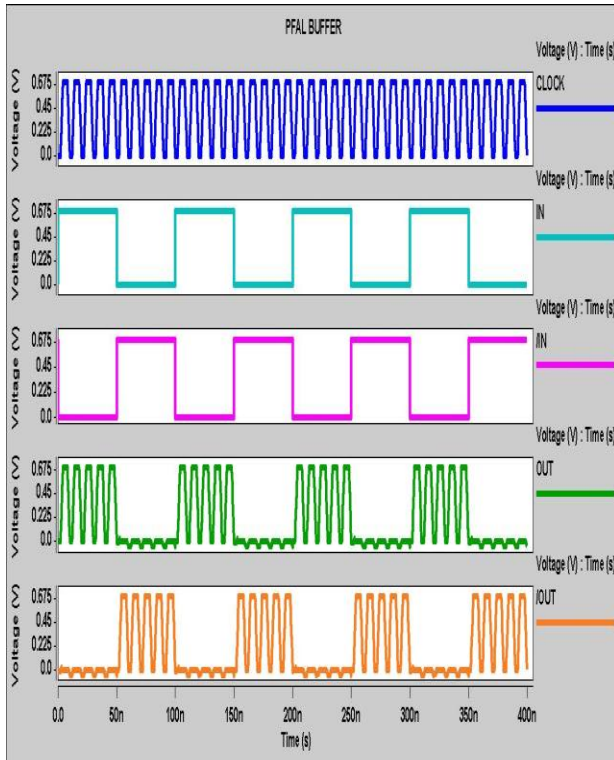 PFAL BUFFER
Voltage (V) : Time (s)
CLOCK
Voltage (V)
0.675
0.45
0.225
0.0
Voltage (V) : Time (s)
IN
Voltage (V)
0.675
0.45
0.225
0.0
Voltage (V) : Time (s)
/IN
Voltage (V)
0.675
0.45
0.225
0.0
Voltage (V) : Time (s)
OUT
Voltage (V)
0.675
0.45
0.225
0.0
Voltage (V) : Time (s)
/OUT
Voltage (V)
0.675
0.45
0.225
0.0
0.0 50n 100n 150n 200n 250n 300n 350n 400n
Time (s)